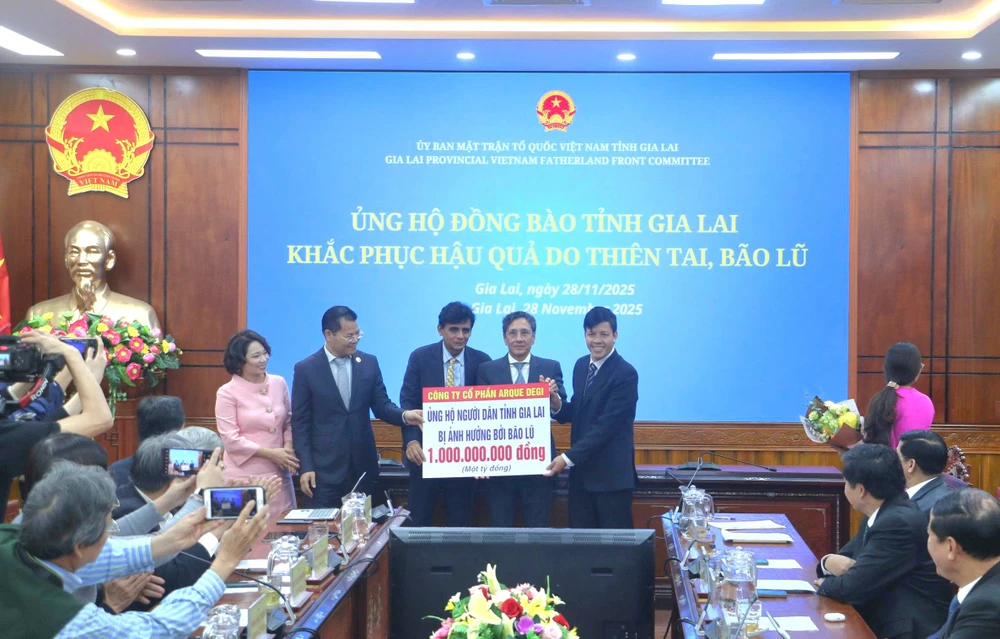 VIỆT NAM
ỦY BAN MẶT TRẬN TỔ QUỐC VIỆT NAM TỈNH GIA LAI
GIA LAI PROVINCIAL VIETNAM FATHERLAND FRONT COMMITTEE
ỦNG HỘ ĐỒNG BÀO TỈNH GIA LAI
KHẮC PHỤC HẬU QUẢ DO THIÊN TAI, BÃO LŨ
Gia Lai, ngày 28/11/2025
Gia Lai, 28 November 2025
CÔNG TY CỔ PHẦN ARQUE DEGI
ỦNG HỘ NGƯỜI DÂN TỈNH GIA LAI
BỊ ẢNH HƯỞNG BỞI BÃO LŨ
1.000.000.000 đồng
(Một tỷ đồng)